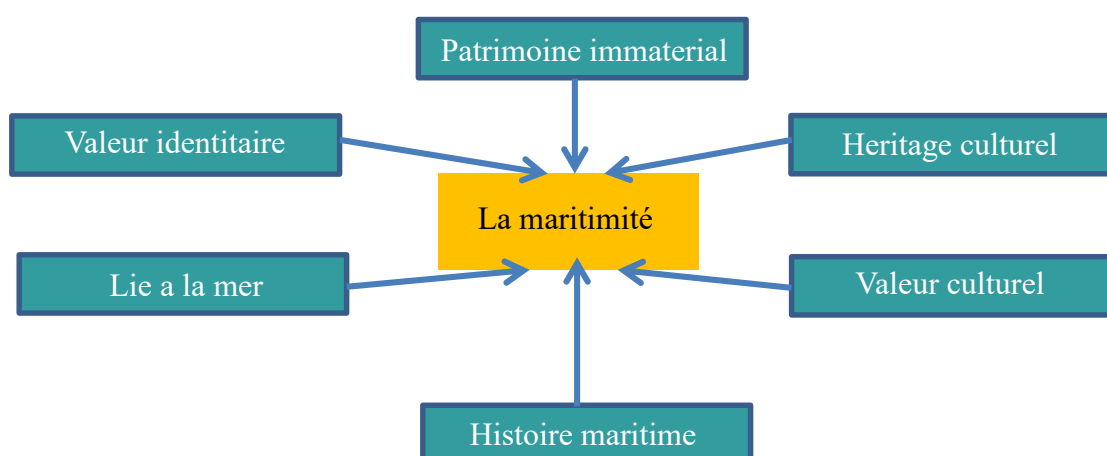 Patrimoine immaterial
Valeur identitaire
Heritage culturel
La maritimité
Lie a la mer
Valeur culturel
Histoire maritime